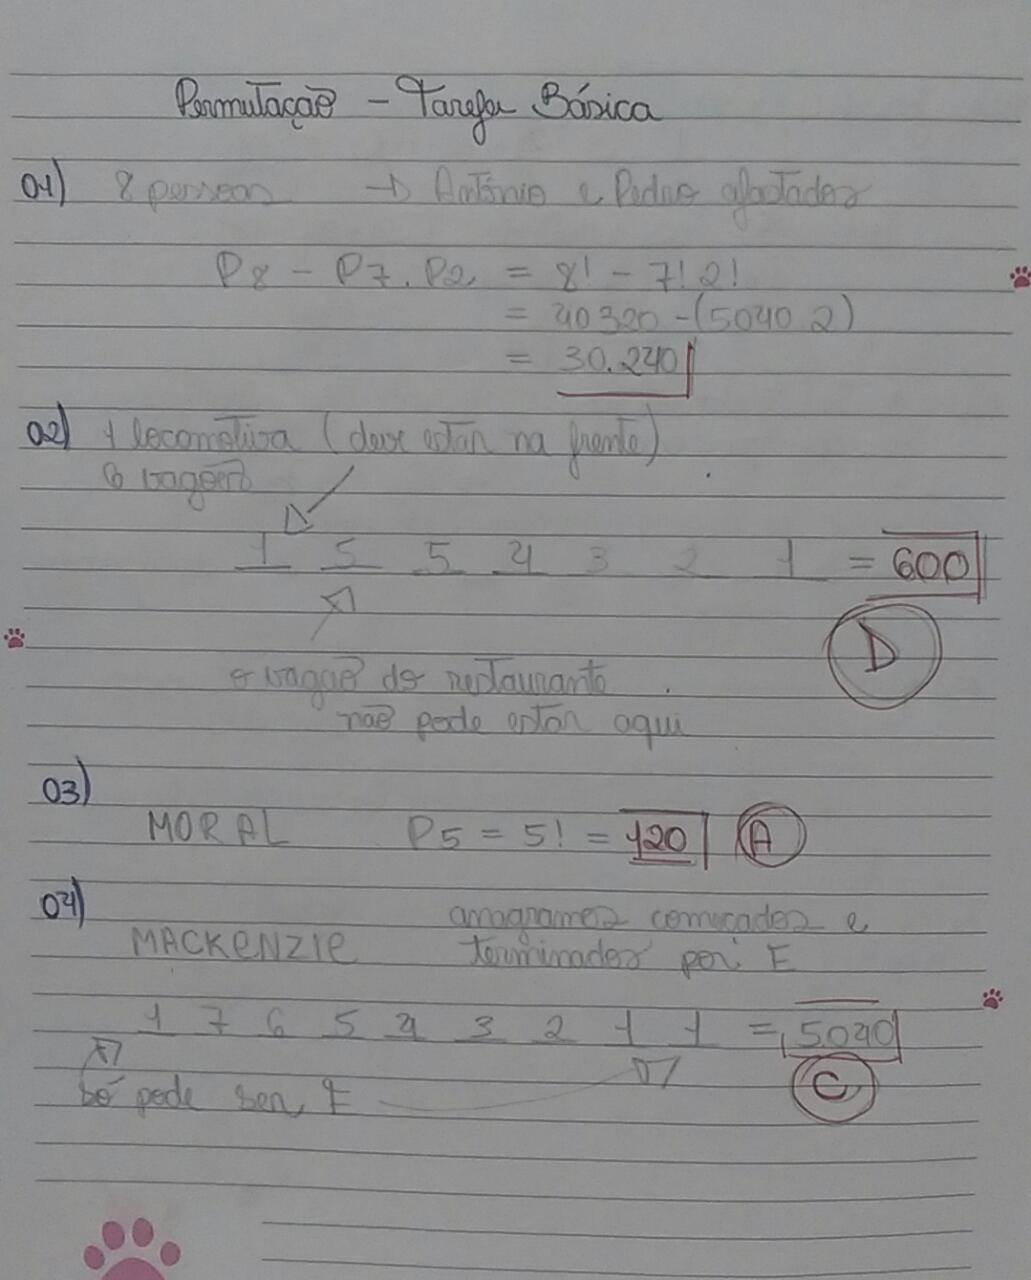 Permutação - Tarefa Básica
01) 8 pessoas → Antônio e Pedro afastados
P8 - P7 . P2 = 8! - 7! 2!
= 40320 - (5040 2)
= 30.240
02) 1 locomotiva (deve estar na frente)
6 vagões
1 5 5 4 3 2 1 = 600
D
o vagão do restaurante
não pode estar aqui
03)
MORAL P5 = 5! = 120 A
04)
anagramas começados e
MACKENZIE terminados por E
1 7 6 5 4 3 2 1 1 = 5040
só pode ser E C